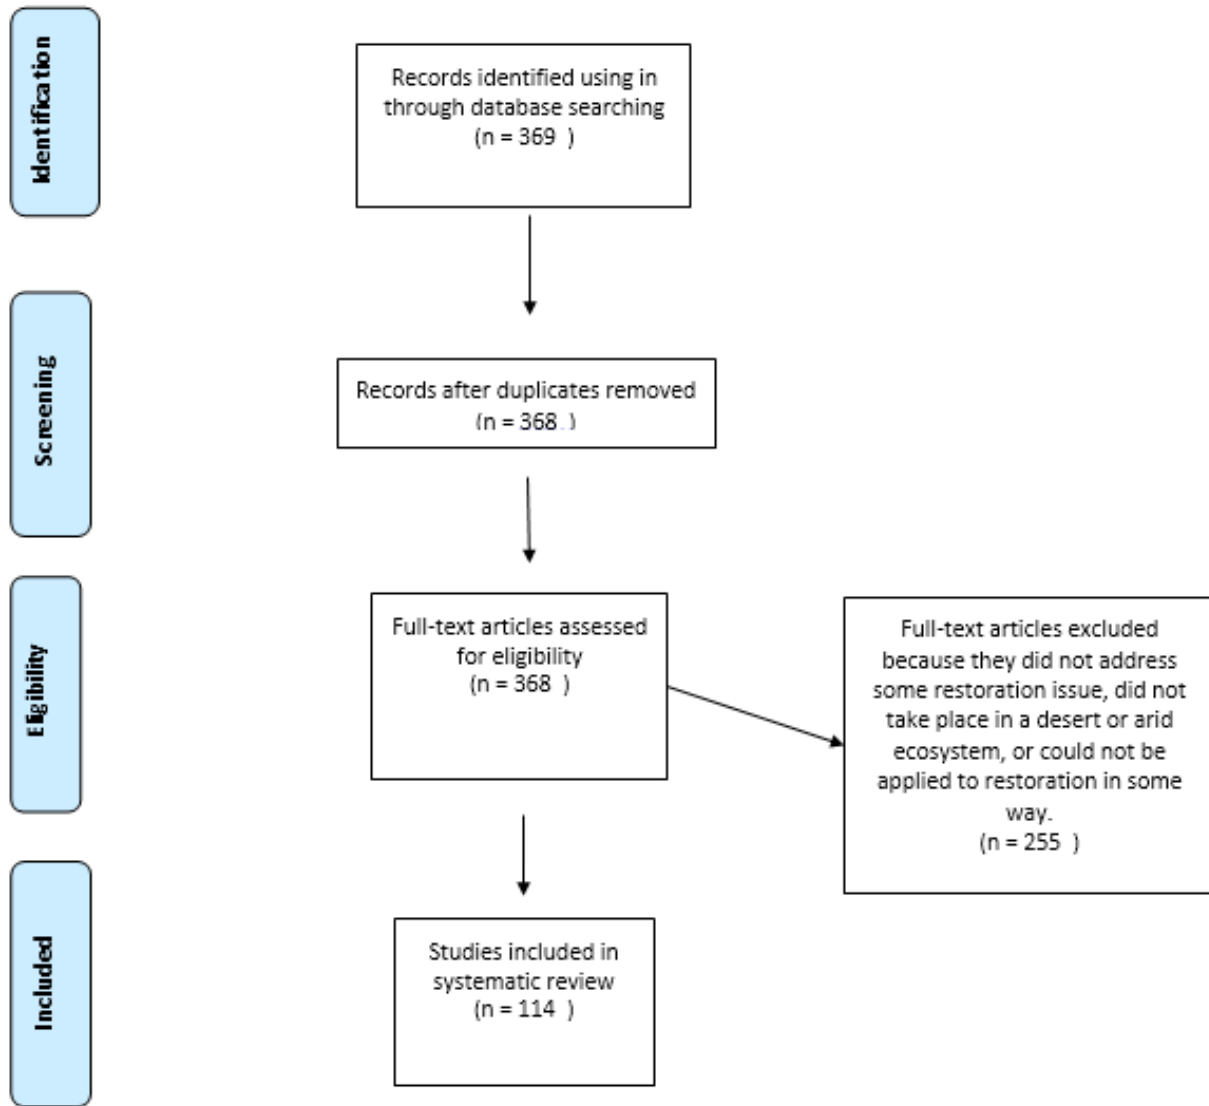 Identification
Records identified using in
through database searching
(n = 369 )
Screening
Records after duplicates removed
(n = 368 )
Eligibility
Full-text articles assessed
for eligibility
(n = 368 )
Full-text articles excluded
because they did not address
some restoration issue, did not
take place in a desert or arid
ecosystem, or could not be
applied to restoration in some
way.
(n = 255 )
Included
Studies included in
systematic review
(n = 114 )